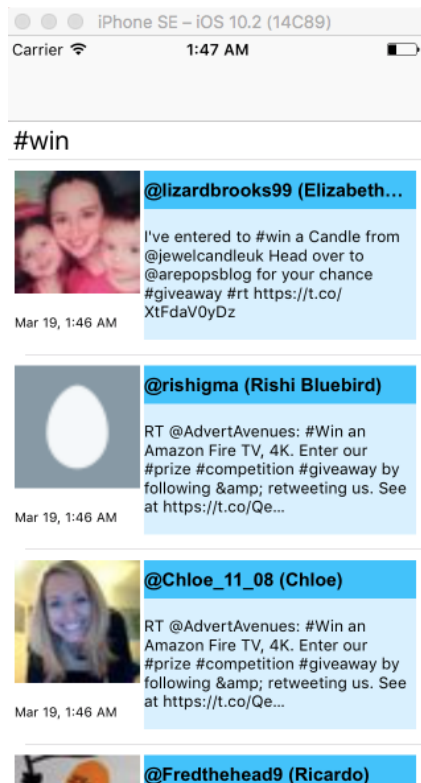 iPhone SE – iOS 10.2 (14C89)
Carrier 1:47 AM
#win
@lizardbrooks99 (Elizabeth…
I've entered to #win a Candle from
@jewelcandleuk Head over to
@arepopsblog for your chance
#giveaway #rt https://t.co/
XtFdaV0yDz
Mar 19, 1:46 AM
@rishigma (Rishi Bluebird)
RT @AdvertAvenues: #Win an
Amazon Fire TV, 4K. Enter our
#prize #competition #giveaway by
following &amp; retweeting us. See
at https://t.co/Qe…
Mar 19, 1:46 AM
@Chloe_11_08 (Chloe)
RT @AdvertAvenues: #Win an
Amazon Fire TV, 4K. Enter our
#prize #competition #giveaway by
following &amp; retweeting us. See
at https://t.co/Qe…
Mar 19, 1:46 AM
@Fredthehead9 (Ricardo)